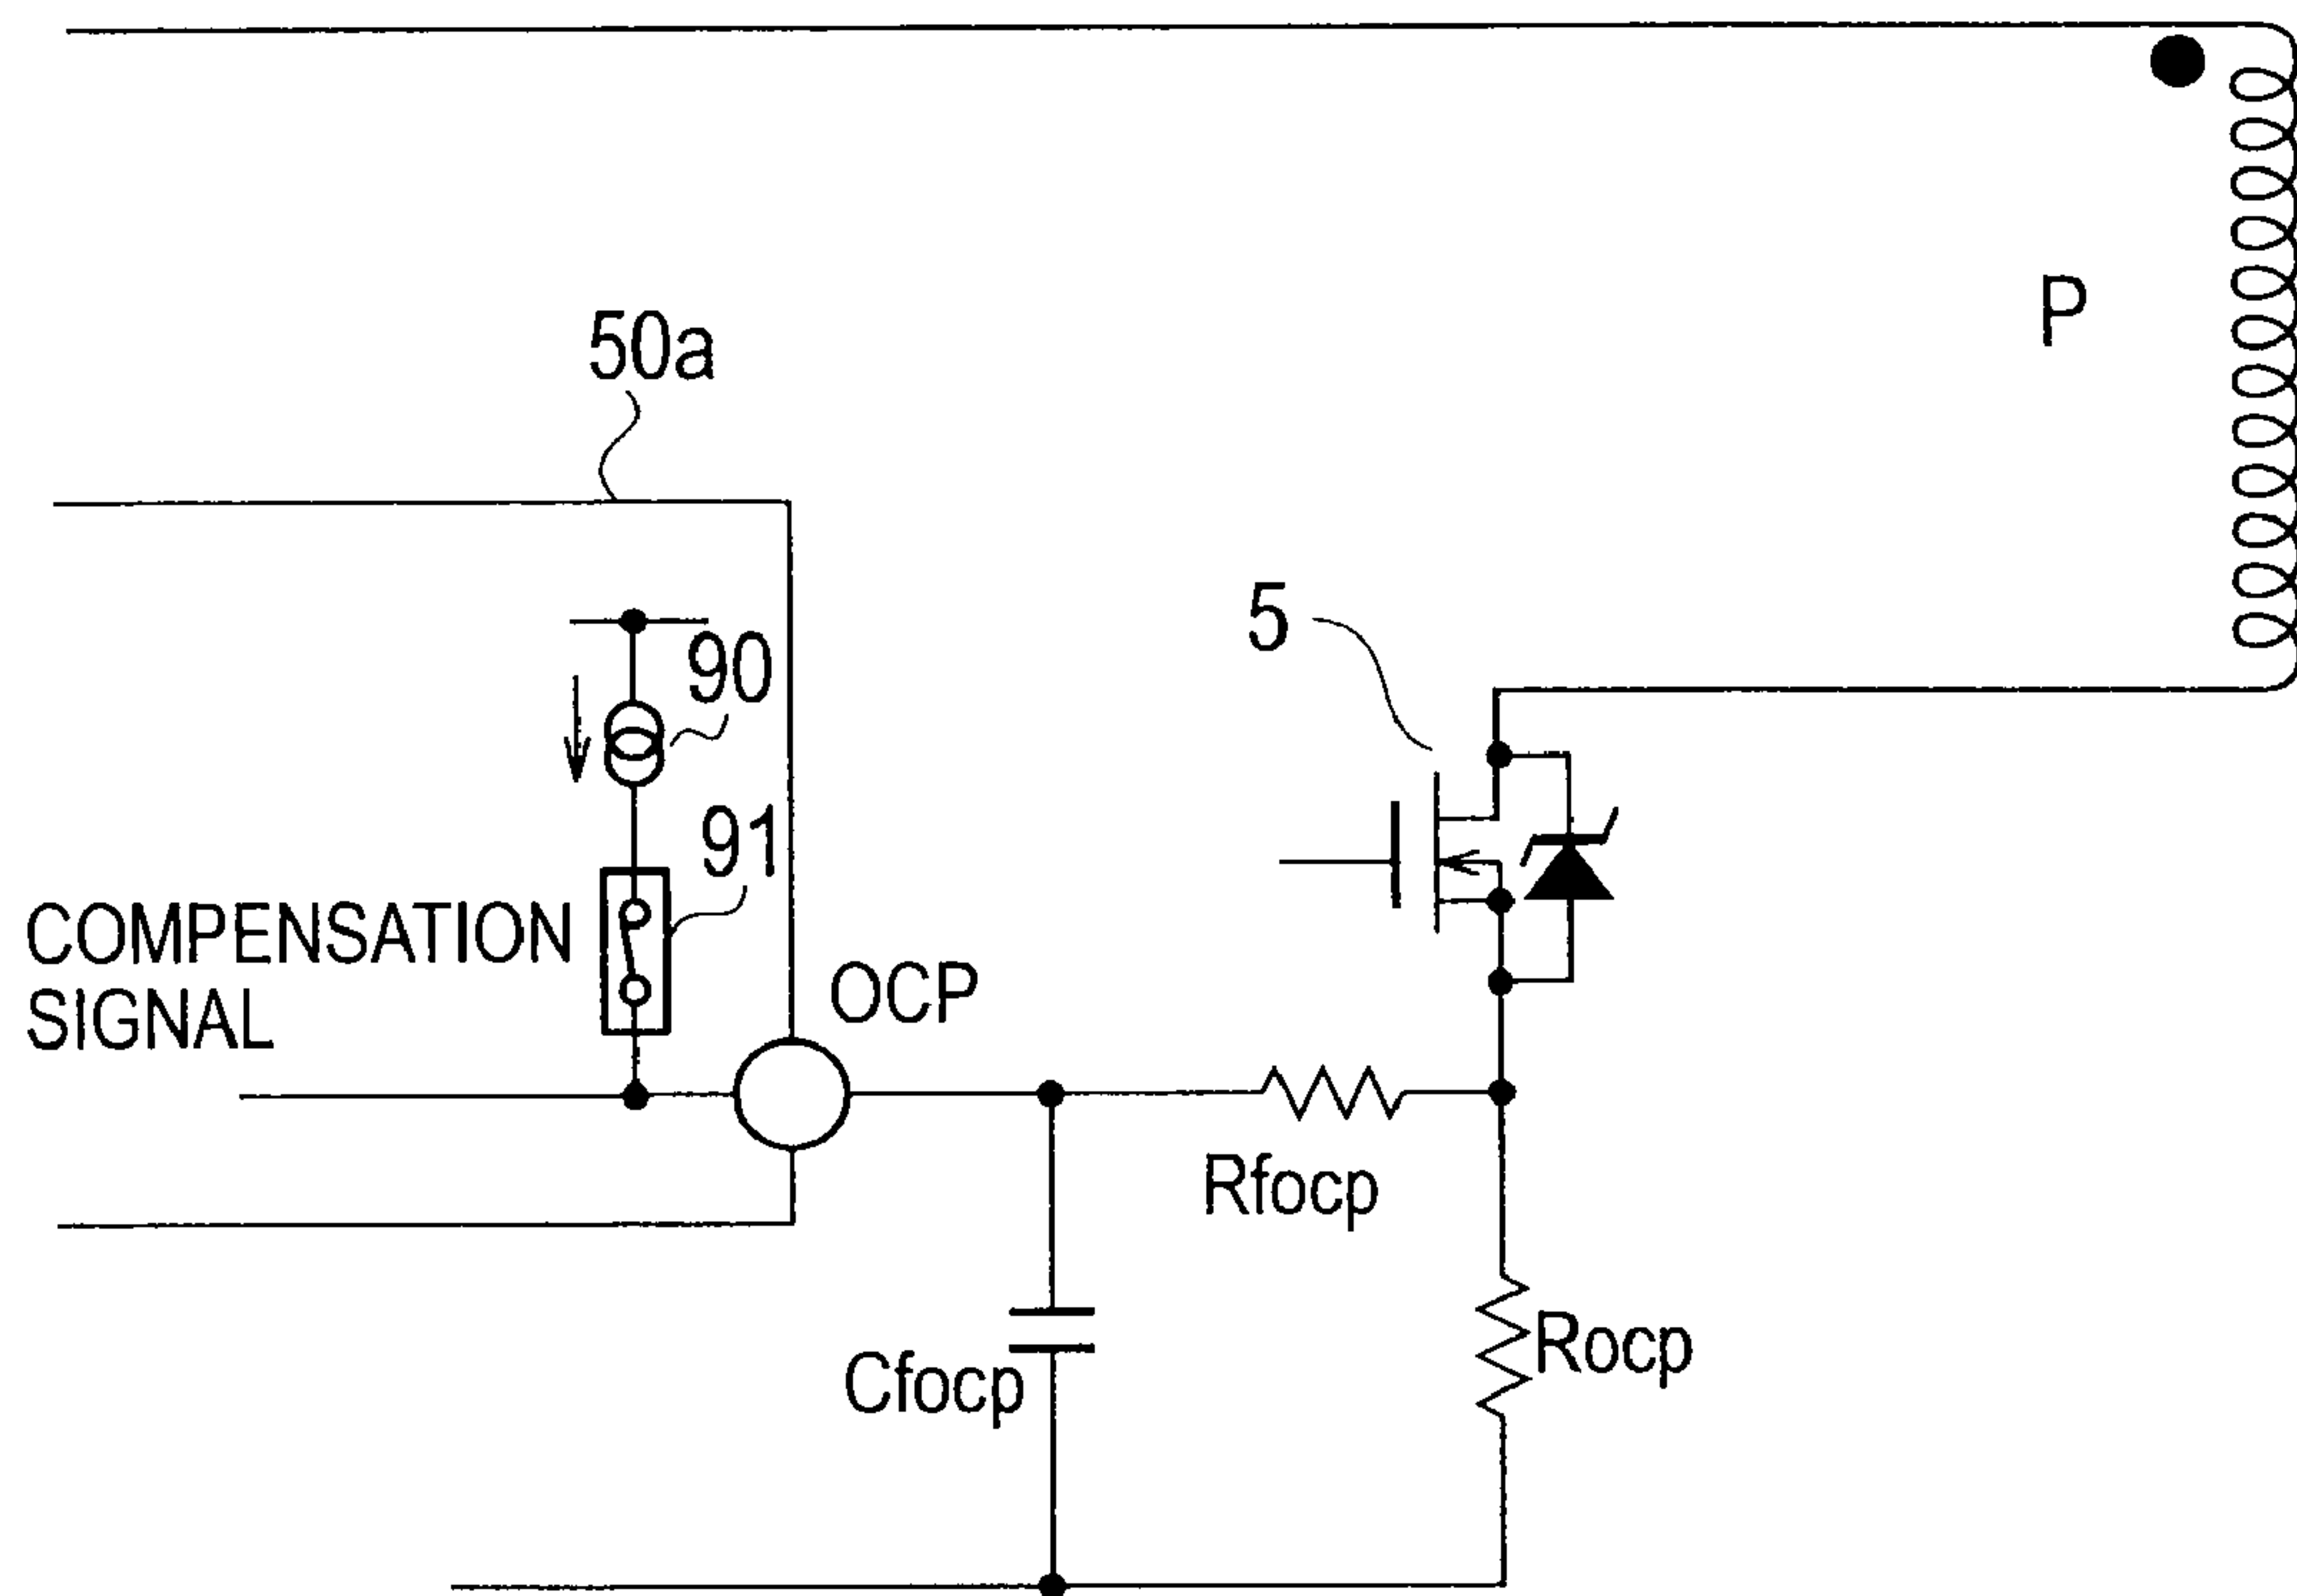 P
50a
5
90
91
COMPENSATION
SIGNAL
OCP
Rfocp
Rocp
Cfocp